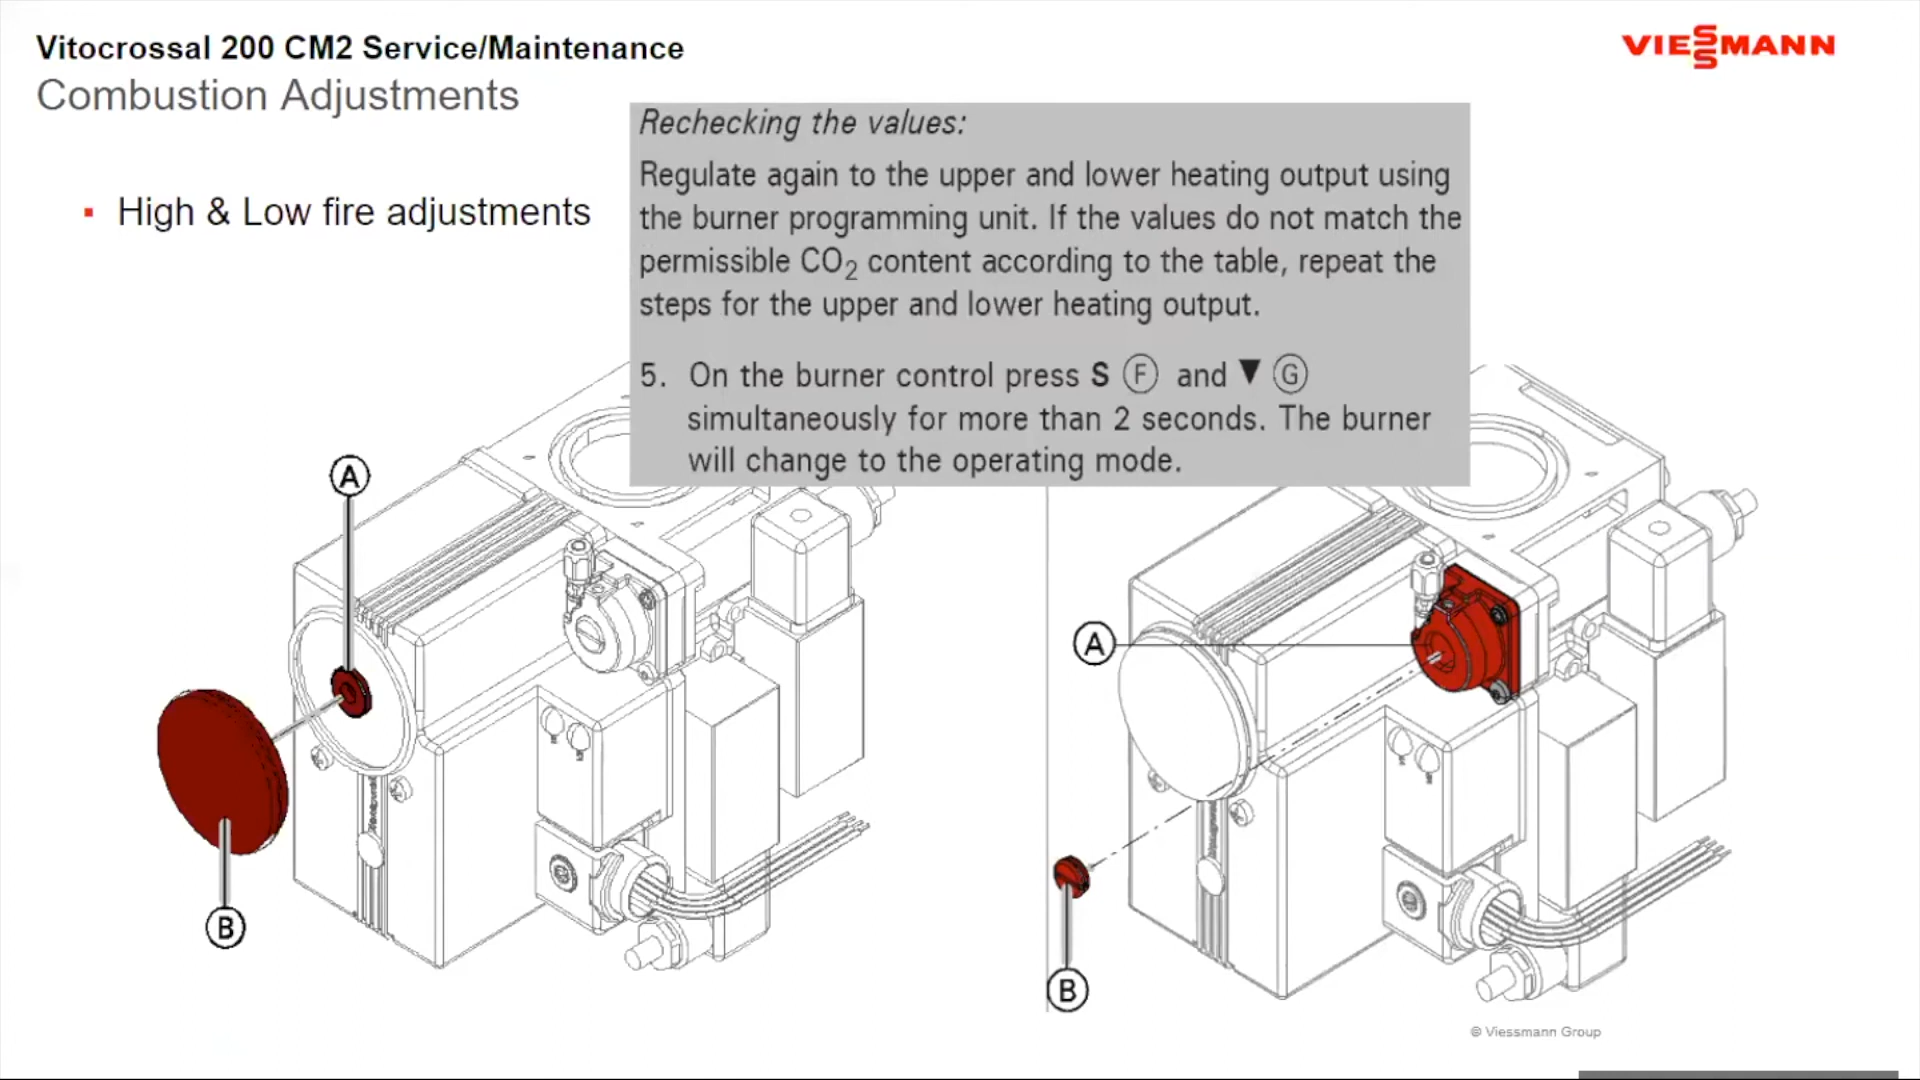 Vitocrossal 200 CM2 Service/Maintenance
Combustion Adjustments
VIESSMANN
▪ High & Low fire adjustments
Rechecking the values:
Regulate again to the upper and lower heating output using
the burner programming unit. If the values do not match the
permissible CO₂ content according to the table, repeat the
steps for the upper and lower heating output.
5. On the burner control press S Ⓕ and ▼ Ⓖ
simultaneously for more than 2 seconds. The burner
will change to the operating mode.
A
B
A
B
© Viessmann Group